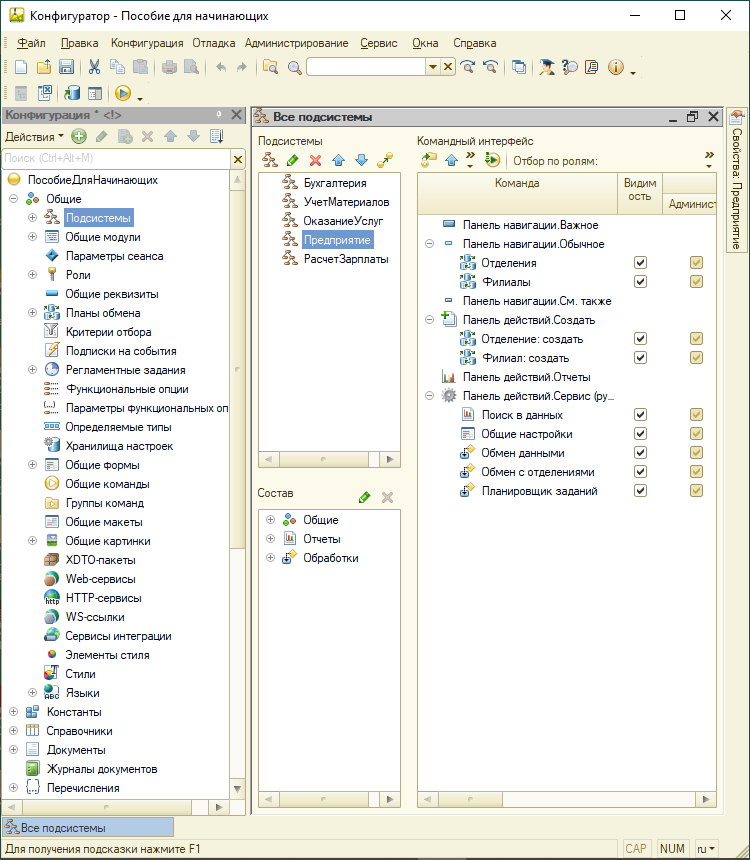 Конфигуратор - Пособие для начинающих
Файл Правка Конфигурация Отладка Администрирование Сервис Окна Справка
Конфигурация * <!>
Действия
Поиск (Ctrl+Alt+M)
ПособиеДляНачинающих
Общие
Подсистемы
Общие модули
Параметры сеанса
Роли
Общие реквизиты
Планы обмена
Критерии отбора
Подписки на события
Регламентные задания
Функциональные опции
Параметры функциональных оп
Определяемые типы
Хранилища настроек
Общие формы
Общие команды
Группы команд
Общие макеты
Общие картинки
XDTO-пакеты
Web-сервисы
HTTP-сервисы
WS-ссылки
Сервисы интеграции
Элементы стиля
Стили
Языки
Константы
Справочники
Документы
Журналы документов
Перечисления
Все подсистемы
Подсистемы
Бухгалтерия
УчетМатериалов
ОказаниеУслуг
Предприятие
РасчетЗарплаты
Состав
Общие
Отчеты
Обработки
Командный интерфейс
Отбор по ролям:
Команда Видим
ость Админист
Панель навигации.Важное
Панель навигации.Обычное
Отделения
Филиалы
Панель навигации.См. также
Панель действий.Создать
Отделение: создать
Филиал: создать
Панель действий.Отчеты
Панель действий.Сервис (ру...
Поиск в данных
Общие настройки
Обмен данными
Обмен с отделениями
Планировщик заданий
Свойства: Предприятие
Все подсистемы
Для получения подсказки нажмите F1 CAP NUM ru